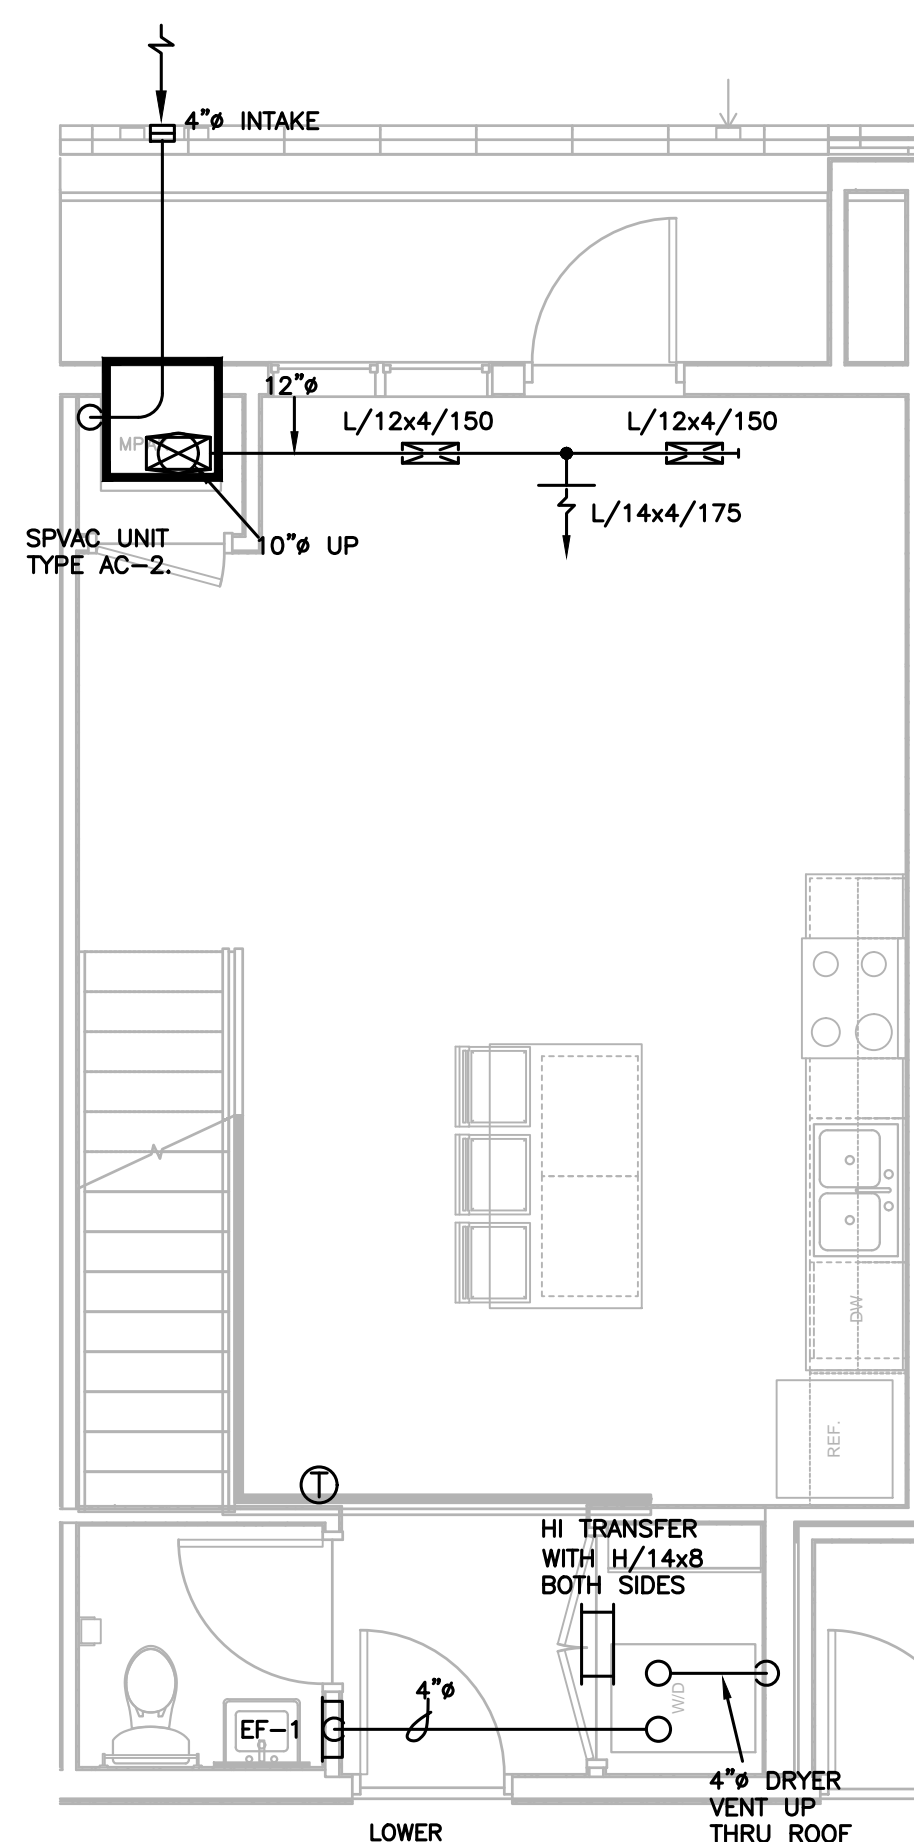 4"ø INTAKE
12"ø
L/12x4/150
L/12x4/150
L/14x4/175
SPVAC UNIT
TYPE AC-2.
10"ø UP
DW
REF.
T
HI TRANSFER
WITH H/14x8
BOTH SIDES
4"ø
W/D
EF-1
4"ø DRYER
VENT UP
THRU ROOF
LOWER